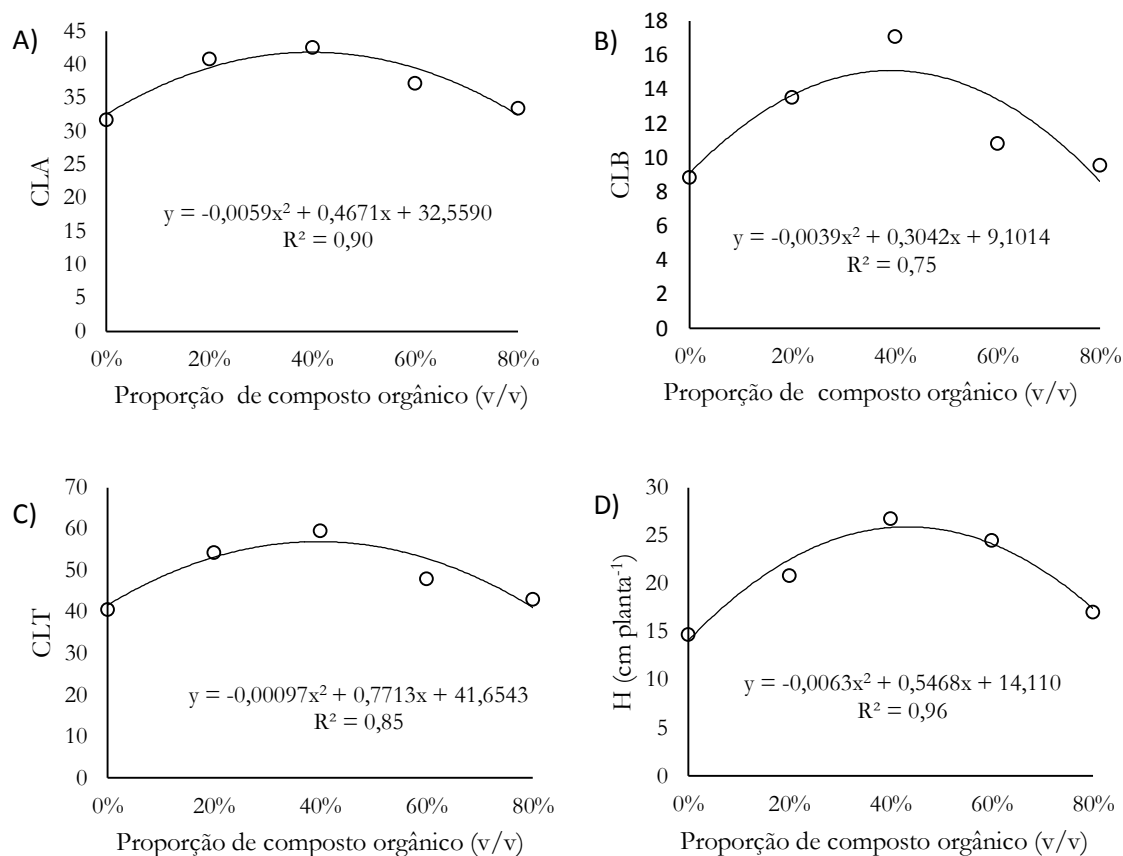 A)
45
40
35
30
25
20
15
10
5
0
CLA
y = -0,0059x² + 0,4671x + 32,5590
R² = 0,90
0% 20% 40% 60% 80%
Proporção de composto orgânico (v/v)
B)
18
16
14
12
10
8
6
4
2
0
CLB
y = -0,0039x² + 0,3042x + 9,1014
R² = 0,75
0% 20% 40% 60% 80%
Proporção de composto orgânico (v/v)
C)
70
60
50
40
30
20
10
0
CLT
y = -0,00097x² + 0,7713x + 41,6543
R² = 0,85
0% 20% 40% 60% 80%
Proporção de composto orgânico (v/v)
D)
30
25
20
15
10
5
0
H (cm planta⁻¹)
y = -0,0063x² + 0,5468x + 14,110
R² = 0,96
0% 20% 40% 60% 80%
Proporção de composto orgânico (v/v)